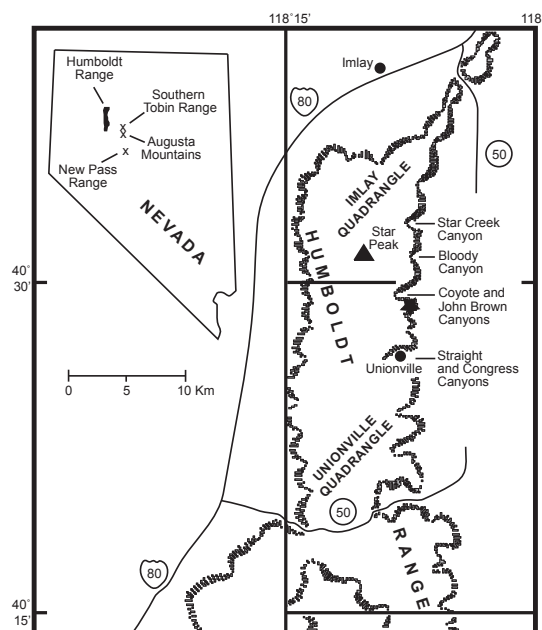 118°15'
118
Humboldt
Range
Southern
Tobin Range
Augusta
Mountains
New Pass
Range
NEVADA
Imlay
80
50
IMLAY
QUADRANGLE
Star
Peak
Star Creek
Canyon
Bloody
Canyon
40°
30'
Coyote and
John Brown
Canyons
HUMBOLDT
Unionville
Straight
and Congress
Canyons
0 5 10 Km
UNIONVILLE
QUADRANGLE
50
80
RANGE
40°
15'